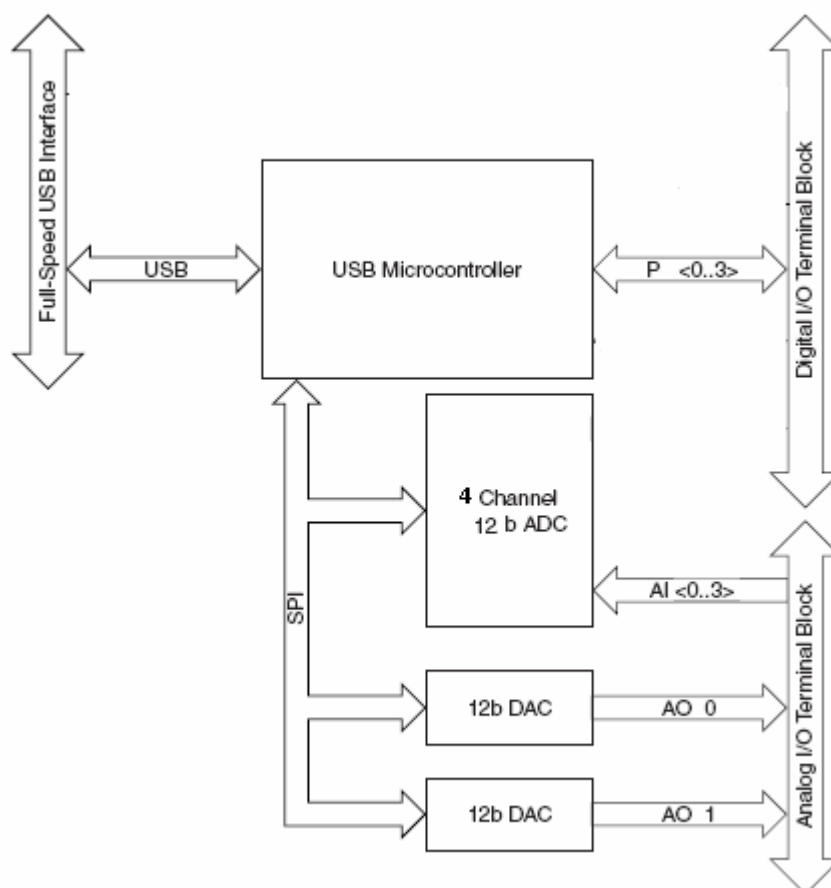 Full-Speed USB Interface
USB
USB Microcontroller
P <0..3>
Digital I/O Terminal Block
4 Channel
12 b ADC
SPI
AI <0..3>
12b DAC
AO 0
12b DAC
AO 1
Analog I/O Terminal Block